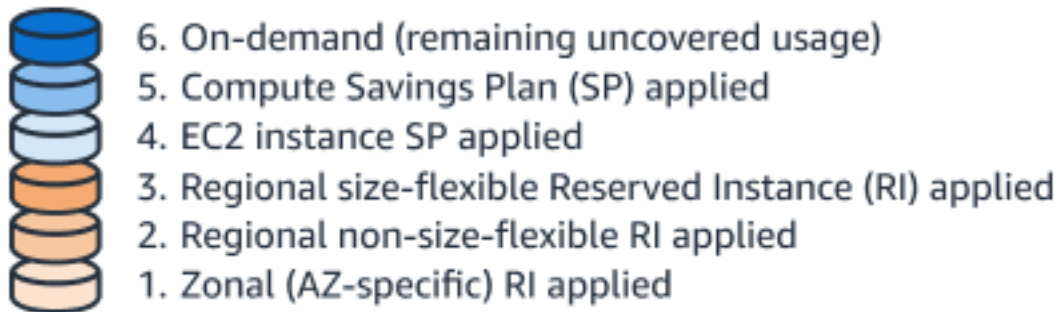 6. On-demand (remaining uncovered usage)
5. Compute Savings Plan (SP) applied
4. EC2 instance SP applied
3. Regional size-flexible Reserved Instance (RI) applied
2. Regional non-size-flexible RI applied
1. Zonal (AZ-specific) RI applied